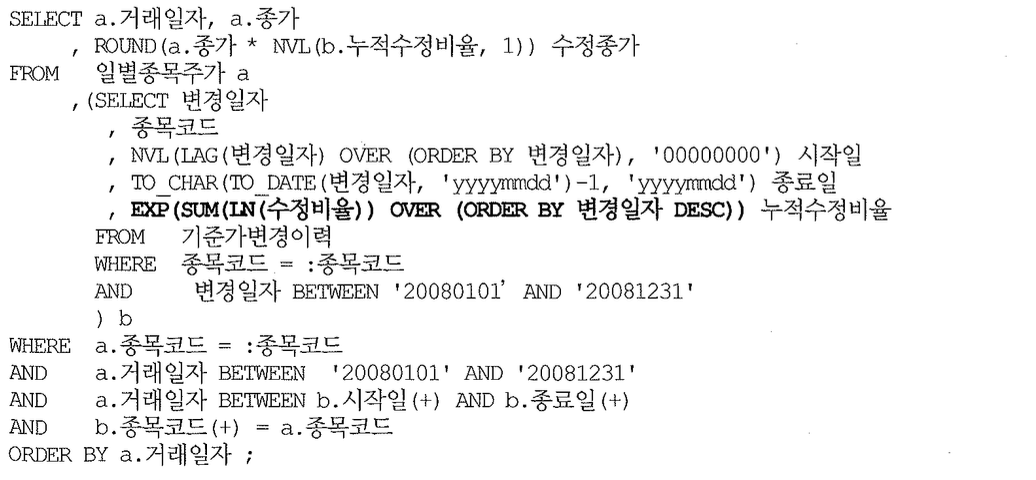 SELECT a.거래일자, a.종가
, ROUND(a.종가 * NVL(b.누적수정비율, 1)) 수정종가
FROM 일별종목주가 a
,(SELECT 변경일자
, 종목코드
, NVL(LAG(변경일자) OVER (ORDER BY 변경일자), '00000000') 시작일
, TO_CHAR(TO_DATE(변경일자, 'yyyymmdd')-1, 'yyyymmdd') 종료일
, EXP(SUM(LN(수정비율)) OVER (ORDER BY 변경일자 DESC)) 누적수정비율
FROM 기준가변경이력
WHERE 종목코드 = :종목코드
AND 변경일자 BETWEEN '20080101' AND '20081231'
) b
WHERE a.종목코드 = :종목코드
AND a.거래일자 BETWEEN '20080101' AND '20081231'
AND a.거래일자 BETWEEN b.시작일(+) AND b.종료일(+)
AND b.종목코드(+) = a.종목코드
ORDER BY a.거래일자 ;